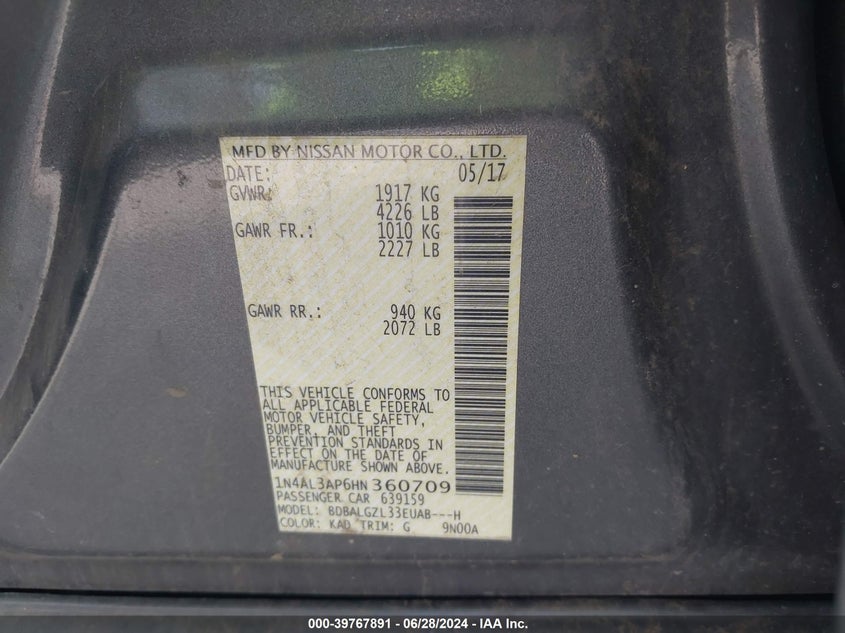 MFD BY NISSAN MOTOR CO., LTD.
DATE: 05/17
GVWR: 1917 KG
4226 LB
GAWR FR.: 1010 KG
2227 LB
GAWR RR.: 940 KG
2072 LB
THIS VEHICLE CONFORMS TO
ALL APPLICABLE FEDERAL
MOTOR VEHICLE SAFETY,
BUMPER, AND THEFT
PREVENTION STANDARDS IN
EFFECT ON THE DATE OF
MANUFACTURE SHOWN ABOVE.
1N4AL3AP6HN360709
PASSENGER CAR 639159
MODEL: BDBALGZL33EUAB---H
COLOR: KAD TRIM: G 9N00A
000-39767891 - 06/28/2024 - IAA Inc.